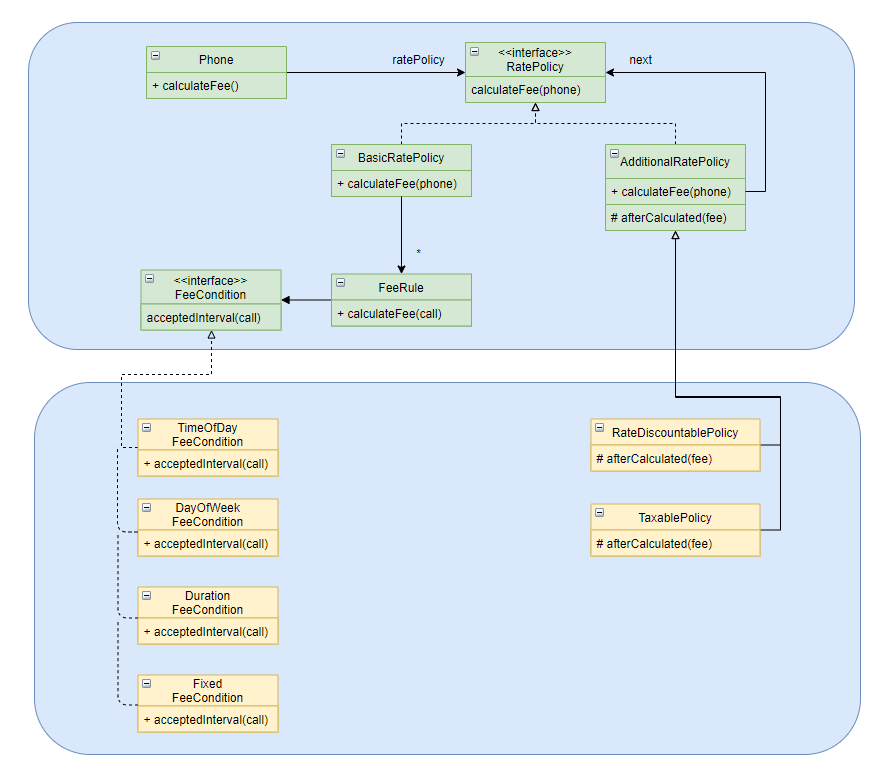 Phone
+ calculateFee()
ratePolicy
<<interface>>
RatePolicy
calculateFee(phone)
next
BasicRatePolicy
+ calculateFee(phone)
AdditionalRatePolicy
+ calculateFee(phone)
# afterCalculated(fee)
*
<<interface>>
FeeCondition
acceptedInterval(call)
FeeRule
+ calculateFee(call)
TimeOfDay
FeeCondition
+ acceptedInterval(call)
RateDiscountablePolicy
# afterCalculated(fee)
DayOfWeek
FeeCondition
+ acceptedInterval(call)
TaxablePolicy
# afterCalculated(fee)
Duration
FeeCondition
+ acceptedInterval(call)
Fixed
FeeCondition
+ acceptedInterval(call)